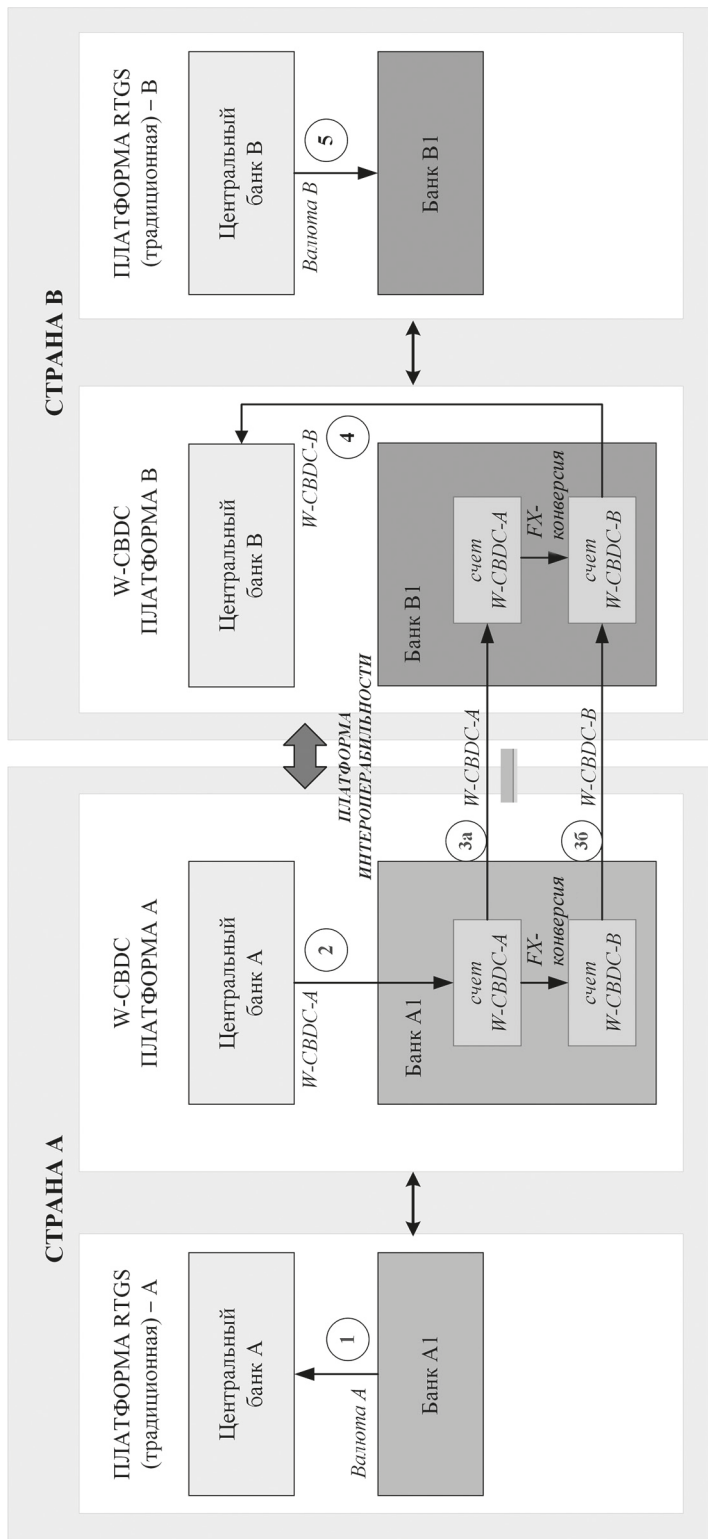 СТРАНА А
ПЛАТФОРМА RTGS
(традиционная) – А
Центральный
банк А
Валюта А
1
Банк А1
W-CBDC
ПЛАТФОРМА А
Центральный
банк А
W-CBDC-A
2
Банк А1
счет
W-CBDC-A
FX-
конверсия
счет
W-CBDC-B
ПЛАТФОРМА
ИНТЕРОПЕРАБИЛЬНОСТИ
3а
W-CBDC-A
3б
W-CBDC-B
СТРАНА В
W-CBDC
ПЛАТФОРМА В
Центральный
банк В
W-CBDC-B
4
Банк В1
счет
W-CBDC-A
FX-
конверсия
счет
W-CBDC-B
ПЛАТФОРМА RTGS
(традиционная) – В
Центральный
банк В
Валюта В
5
Банк В1